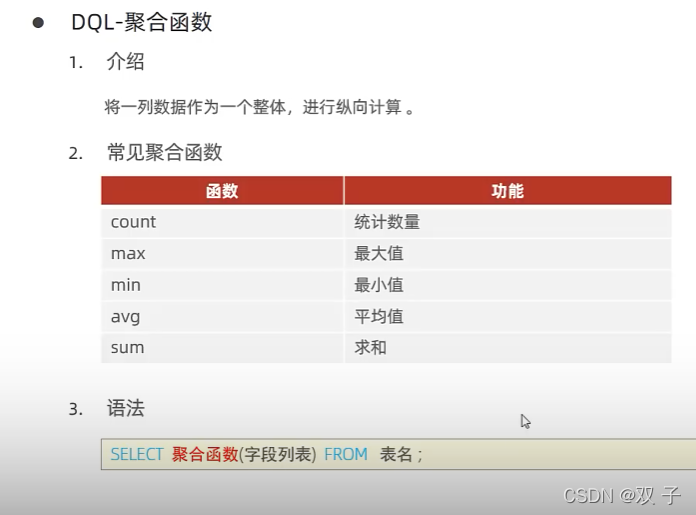 DQL-聚合函数
1. 介绍
将一列数据作为一个整体，进行纵向计算 。
2. 常见聚合函数
函数 功能
count 统计数量
max 最大值
min 最小值
avg 平均值
sum 求和
3. 语法
SELECT 聚合函数(字段列表) FROM 表名 ;
CSDN @双 子